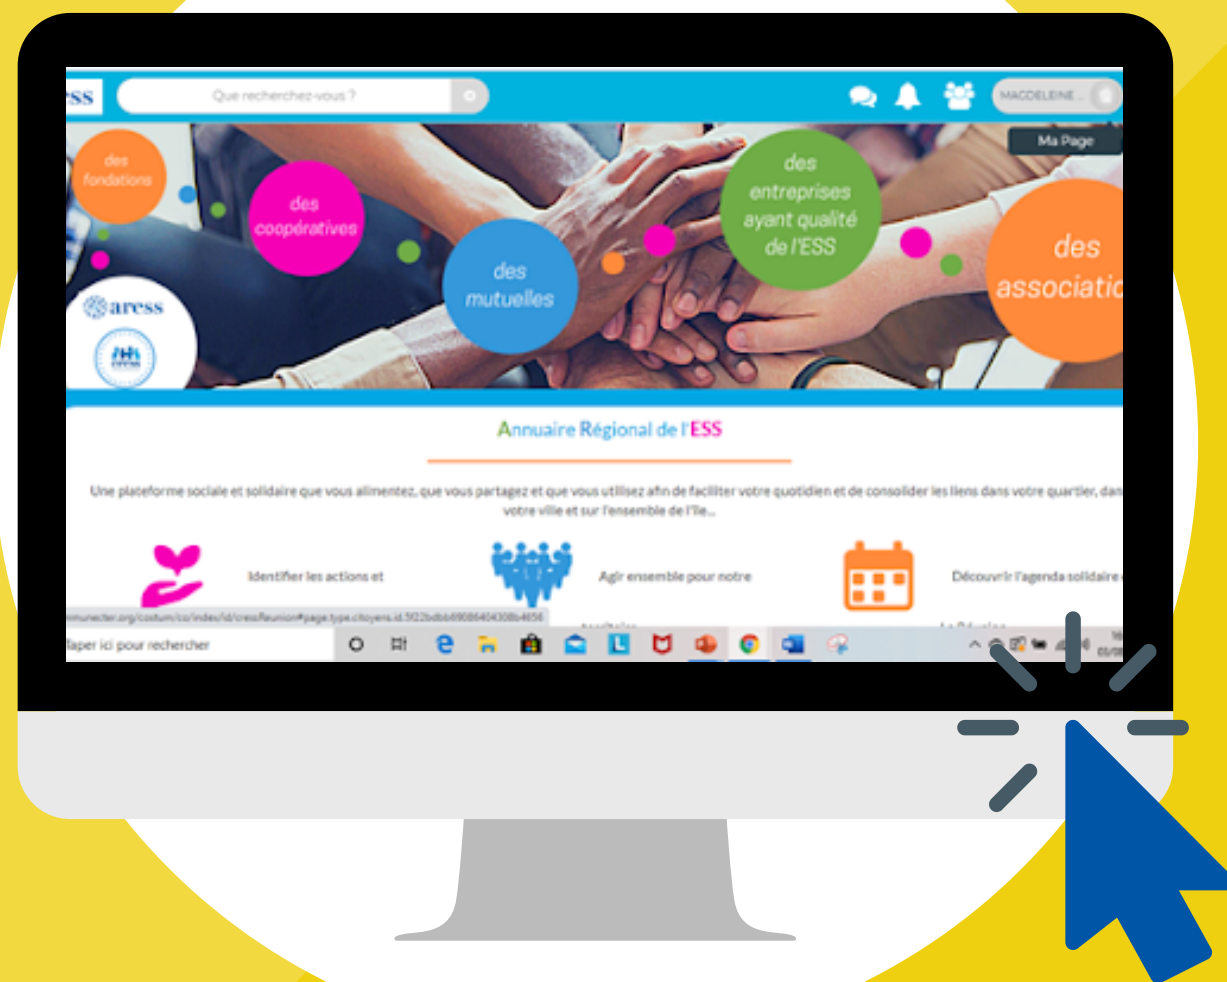 ss
Que recherchez-vous ?
MAGDELEINE ...
Ma Page
des
fondations
des
coopératives
des
mutuelles
des
entreprises
ayant qualité
de l'ESS
des
associatio
aress
Annuaire Régional de l'ESS
Une plateforme sociale et solidaire que vous alimentez, que vous partagez et que vous utilisez afin de faciliter votre quotidien et de consolider les liens dans votre quartier, dan
votre ville et sur l'ensemble de l'île...
Identifier les actions et
Agir ensemble pour notre
territoire
Découvrir l'agenda solidaire
La Réunion
Taper ici pour rechercher